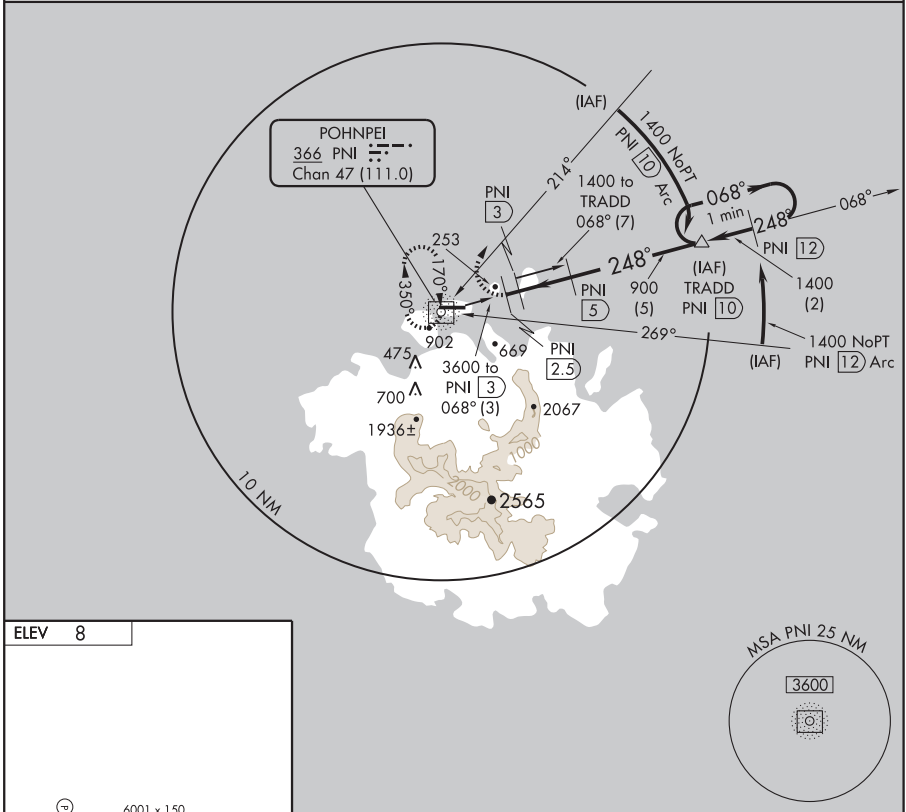 (IAF)
1400 NoPT
PNI 10 Arc
POHNPEI
366 PNI
Chan 47 (111.0)
214°
1400 to
TRADD
068° (7)
PNI
3
068°
1 min
248°
068°
PNI 12
253
248°
(IAF)
TRADD
PNI 10
1400
(2)
170°
350°
PNI
5
900
(5)
269°
1400 NoPT
PNI 12 Arc
(IAF)
902
669
PNI
2.5
475
3600 to
PNI 3
068° (3)
700
2067
1936±
1000
2000
2565
10 NM
ELEV 8
MSA PNI 25 NM
3600
P
6001 x 150